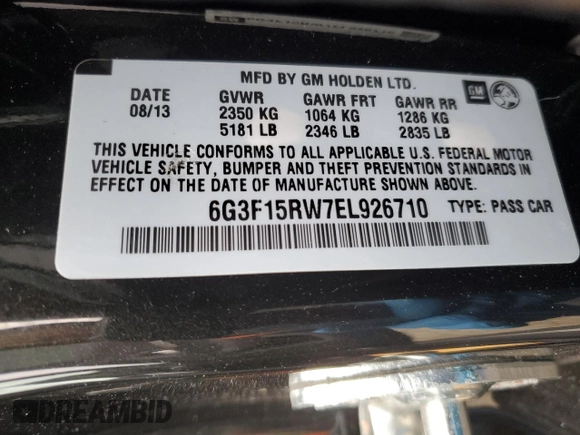 MFD BY GM HOLDEN LTD.
DATE GVWR GAWR FRT GAWR RR
08/13 2350 KG 1064 KG 1286 KG
5181 LB 2346 LB 2835 LB
GM
THIS VEHICLE CONFORMS TO ALL APPLICABLE U.S. FEDERAL MOTOR
VEHICLE SAFETY, BUMPER AND THEFT PREVENTION STANDARDS IN
EFFECT ON THE DATE OF MANUFACTURE SHOWN ABOVE.
6G3F15RW7EL926710 TYPE: PASS CAR
DREAMBID